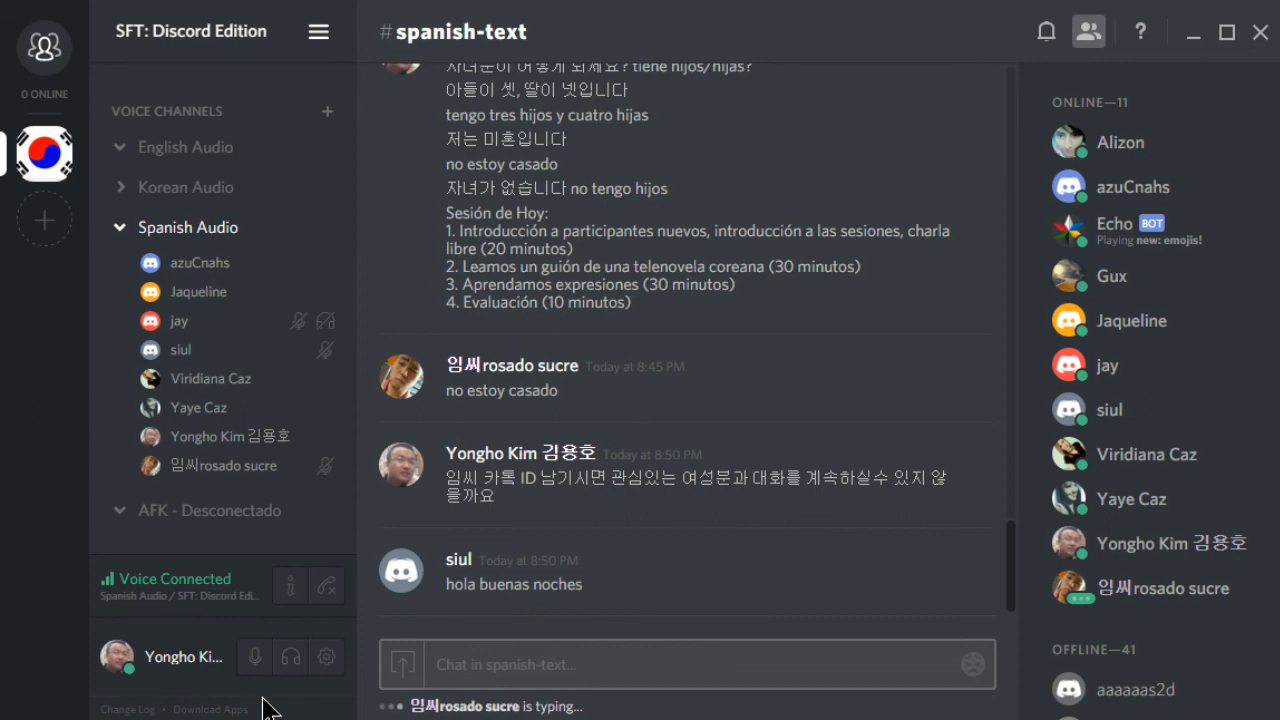 0 ONLINE
SFT: Discord Edition
VOICE CHANNELS
English Audio
Korean Audio
Spanish Audio
azuCnahs
Jaqueline
jay
siul
Viridiana Caz
Yaye Caz
Yongho Kim 김용호
임씨rosado sucre
AFK - Desconectado
Voice Connected
Spanish Audio / SFT: Discord Edi...
Yongho Ki...
Change Log • Download Apps
# spanish-text
자녀분이 어떻게 되세요? tiene hijos/hijas?
아들이 셋, 딸이 넷입니다
tengo tres hijos y cuatro hijas
저는 미혼입니다
no estoy casado
자녀가 없습니다 no tengo hijos
Sesión de Hoy:
1. Introducción a participantes nuevos, introducción a las sesiones, charla
libre (20 minutos)
2. Leamos un guión de una telenovela coreana (30 minutos)
3. Aprendamos expresiones (30 minutos)
4. Evaluación (10 minutos)
임씨rosado sucre Today at 8:45 PM
no estoy casado
Yongho Kim 김용호 Today at 8:50 PM
임씨 카톡 ID 남기시면 관심있는 여성분과 대화를 계속하실수 있지 않
을까요
siul Today at 8:50 PM
hola buenas noches
Chat in spanish-text...
임씨rosado sucre is typing...
ONLINE—11
Alizon
azuCnahs
Echo BOT
Playing new: emojis!
Gux
Jaqueline
jay
siul
Viridiana Caz
Yaye Caz
Yongho Kim 김용호
임씨rosado sucre
OFFLINE—41
aaaaaas2d